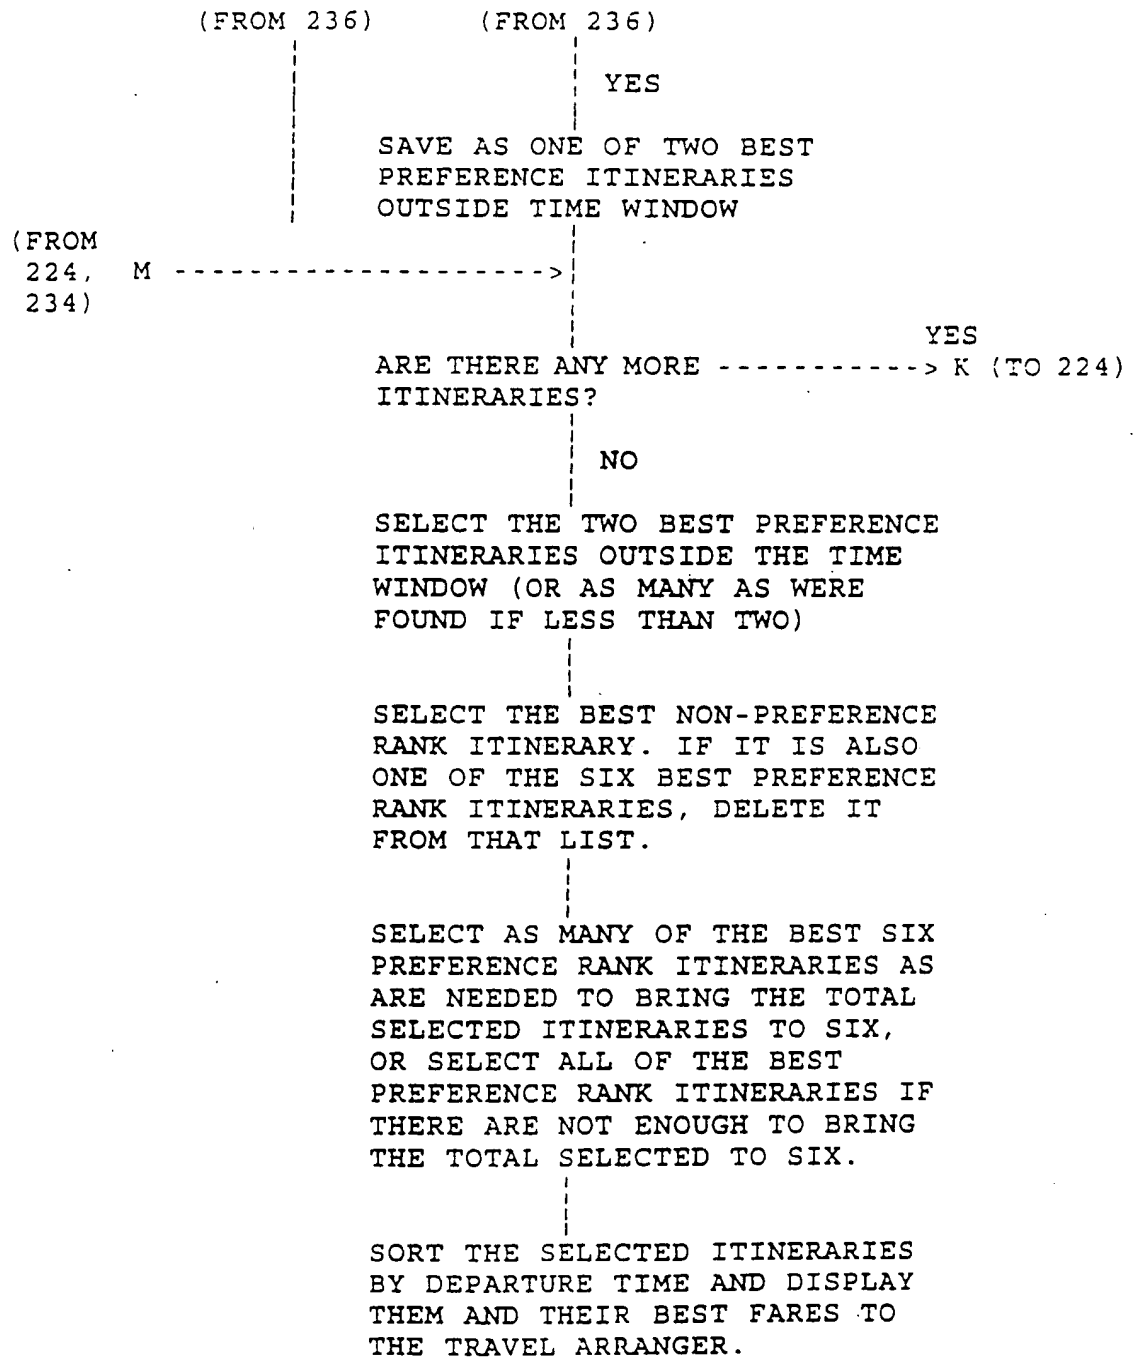 (FROM 236) (FROM 236)
YES
SAVE AS ONE OF TWO BEST
PREFERENCE ITINERARIES
OUTSIDE TIME WINDOW
(FROM
224, M - - - - - - - - - - - - - - - - - - - - ->
234)
YES
ARE THERE ANY MORE - - - - - - - - - - -> K (TO 224)
ITINERARIES?
NO
SELECT THE TWO BEST PREFERENCE
ITINERARIES OUTSIDE THE TIME
WINDOW (OR AS MANY AS WERE
FOUND IF LESS THAN TWO)
SELECT THE BEST NON-PREFERENCE
RANK ITINERARY. IF IT IS ALSO
ONE OF THE SIX BEST PREFERENCE
RANK ITINERARIES, DELETE IT
FROM THAT LIST.
SELECT AS MANY OF THE BEST SIX
PREFERENCE RANK ITINERARIES AS
ARE NEEDED TO BRING THE TOTAL
SELECTED ITINERARIES TO SIX,
OR SELECT ALL OF THE BEST
PREFERENCE RANK ITINERARIES IF
THERE ARE NOT ENOUGH TO BRING
THE TOTAL SELECTED TO SIX.
SORT THE SELECTED ITINERARIES
BY DEPARTURE TIME AND DISPLAY
THEM AND THEIR BEST FARES TO
THE TRAVEL ARRANGER.